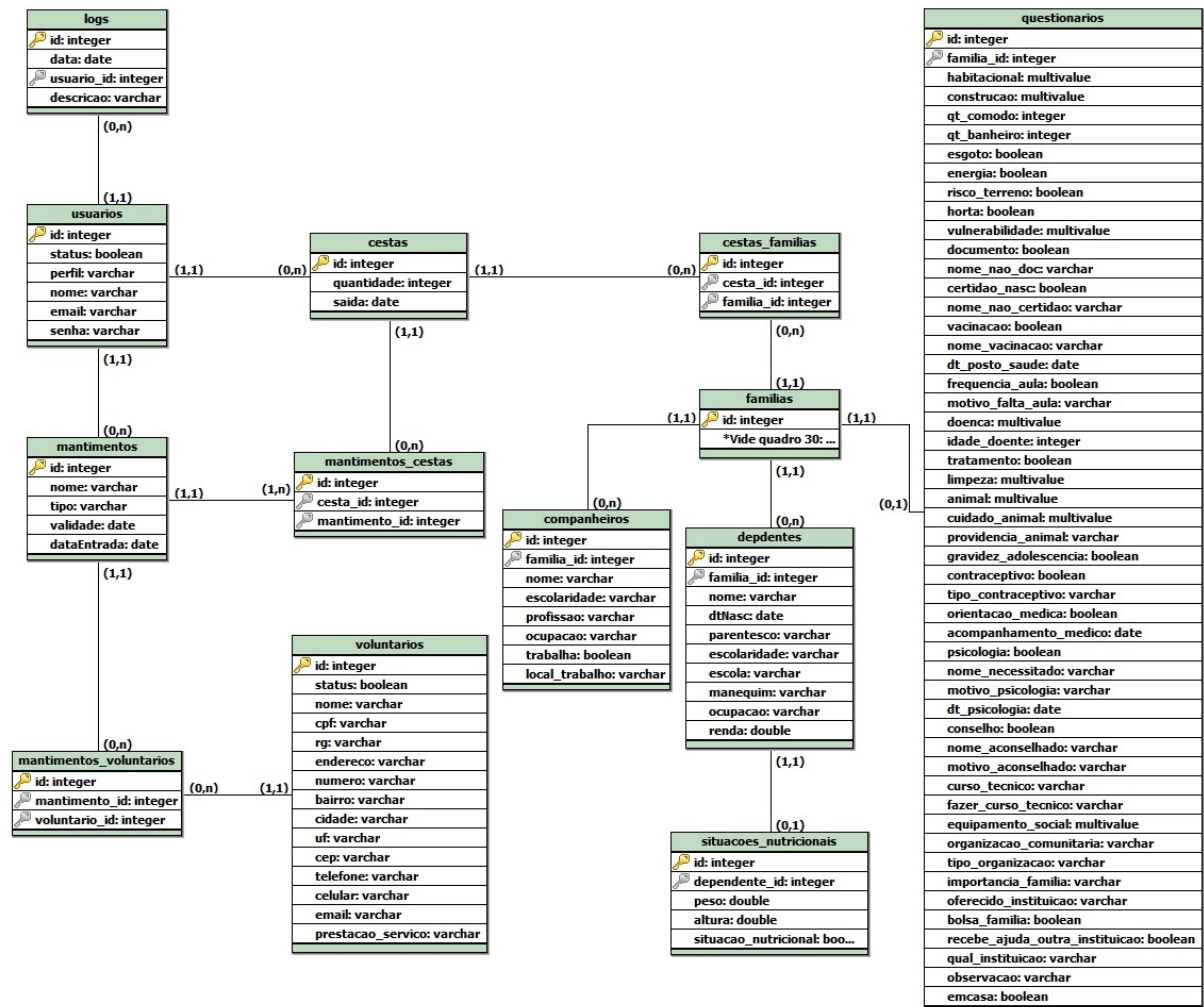 logs
id: integer
data: date
usuario_id: integer
descricao: varchar
(0,n)
(1,1)
usuarios
id: integer
status: boolean
perfil: varchar
nome: varchar
email: varchar
senha: varchar
(1,1)
(0,n)
(1,1)
(0,n)
cestas
id: integer
quantidade: integer
saida: date
(1,1)
(0,n)
(1,1)
(0,n)
cestas_familias
id: integer
cesta_id: integer
familia_id: integer
(0,n)
(1,1)
mantimentos
id: integer
nome: varchar
tipo: varchar
validade: date
dataEntrada: date
(1,1)
(1,n)
(1,1)
(0,n)
mantimentos_cestas
id: integer
cesta_id: integer
mantimento_id: integer
familias
id: integer
*Vide quadro 30: ...
(1,1)
(1,1)
(1,1)
(0,n)
(0,n)
(0,1)
companheiros
id: integer
familia_id: integer
nome: varchar
escolaridade: varchar
profissao: varchar
ocupacao: varchar
trabalha: boolean
local_trabalho: varchar
depdentes
id: integer
familia_id: integer
nome: varchar
dtNasc: date
parentesco: varchar
escolaridade: varchar
escola: varchar
manequim: varchar
ocupacao: varchar
renda: double
(1,1)
(0,1)
situacoes_nutricionais
id: integer
dependente_id: integer
peso: double
altura: double
situacao_nutricional: boo...
mantimentos_voluntarios
id: integer
mantimento_id: integer
voluntario_id: integer
(0,n)
(1,1)
voluntarios
id: integer
status: boolean
nome: varchar
cpf: varchar
rg: varchar
endereco: varchar
numero: varchar
bairro: varchar
cidade: varchar
uf: varchar
cep: varchar
telefone: varchar
celular: varchar
email: varchar
prestacao_servico: varchar
questionarios
id: integer
familia_id: integer
habitacional: multivalue
construcao: multivalue
qt_comodo: integer
qt_banheiro: integer
esgoto: boolean
energia: boolean
risco_terreno: boolean
horta: boolean
vulnerabilidade: multivalue
documento: boolean
nome_nao_doc: varchar
certidao_nasc: boolean
nome_nao_certidao: varchar
vacinacao: boolean
nome_vacinacao: varchar
dt_posto_saude: date
frequencia_aula: boolean
motivo_falta_aula: varchar
doenca: multivalue
idade_doente: integer
tratamento: boolean
limpeza: multivalue
animal: multivalue
cuidado_animal: multivalue
providencia_animal: varchar
gravidez_adolescencia: boolean
contraceptivo: boolean
tipo_contraceptivo: varchar
orientacao_medica: boolean
acompanhamento_medico: date
psicologia: boolean
nome_necessitado: varchar
motivo_psicologia: varchar
dt_psicologia: date
conselho: boolean
nome_aconselhado: varchar
motivo_aconselhado: varchar
curso_tecnico: varchar
fazer_curso_tecnico: varchar
equipamento_social: multivalue
organizacao_comunitaria: varchar
tipo_organizacao: varchar
importancia_familia: varchar
oferecido_instituicao: varchar
bolsa_familia: boolean
recebe_ajuda_outra_instituicao: boolean
qual_instituicao: varchar
observacao: varchar
emcasa: boolean